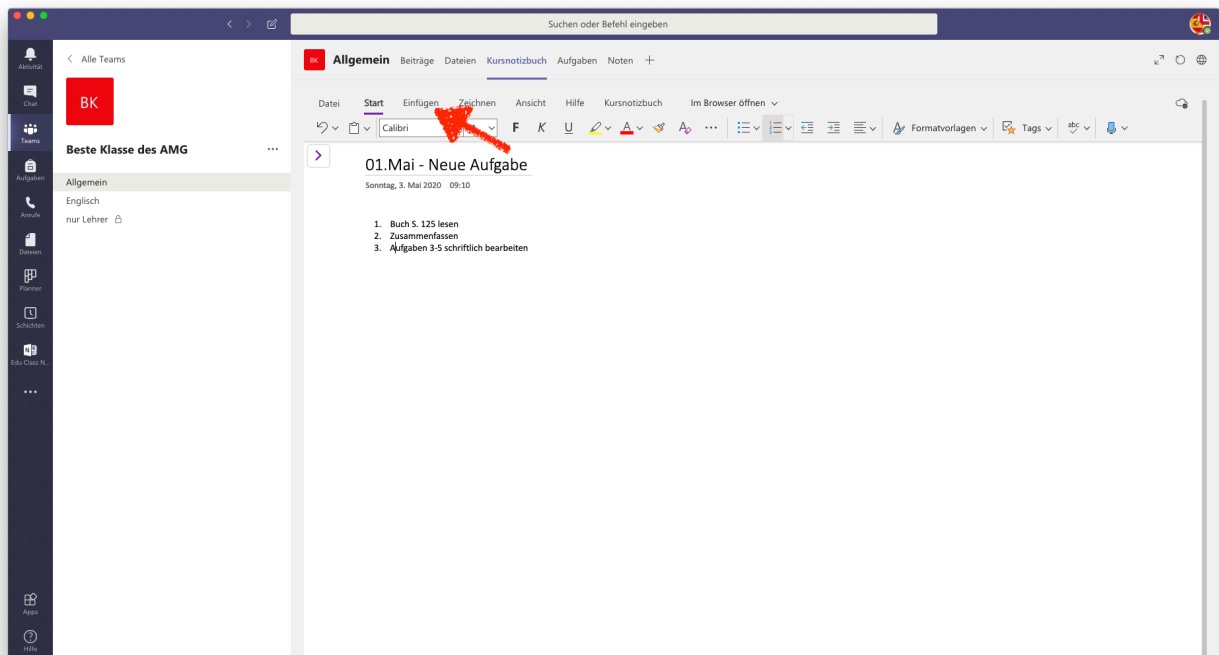 Suchen oder Befehl eingeben
Aktivität
Chat
Teams
Aufgaben
Anrufe
Dateien
Planner
Schichten
Edu Class N...
Apps
Hilfe
Alle Teams
BK
Beste Klasse des AMG
Allgemein
Englisch
nur Lehrer
BK Allgemein Beiträge Dateien Kursnotizbuch Aufgaben Noten
Datei Start Einfügen Zeichnen Ansicht Hilfe Kursnotizbuch Im Browser öffnen
Calibri F K U A A Formatvorlagen Tags abc
01.Mai - Neue Aufgabe
Sonntag, 3. Mai 2020 09:10
1. Buch S. 125 lesen
2. Zusammenfassen
3. Aufgaben 3-5 schriftlich bearbeiten